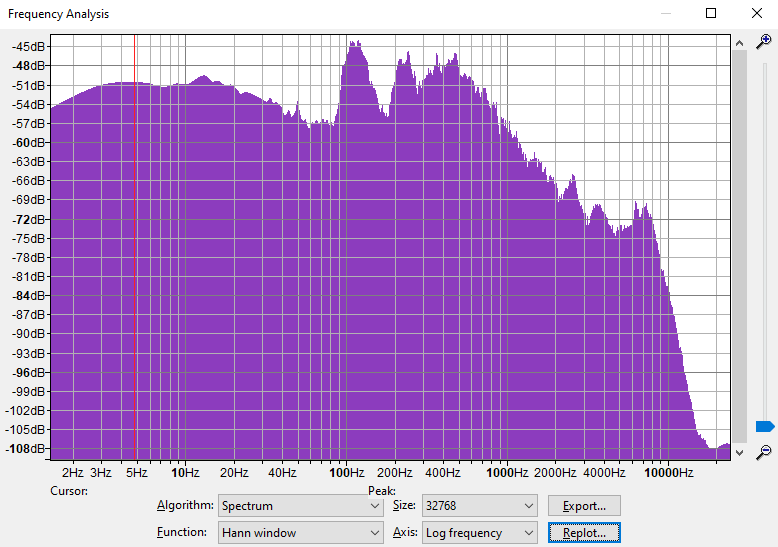 Frequency Analysis
-45dB
-48dB
-51dB
-54dB
-57dB
-60dB
-63dB
-66dB
-69dB
-72dB
-75dB
-78dB
-81dB
-84dB
-87dB
-90dB
-93dB
-96dB
-99dB
-102dB
-105dB
-108dB
2Hz 3Hz 5Hz 10Hz 20Hz 40Hz 100Hz 200Hz 400Hz 1000Hz 2000Hz 4000Hz 10000Hz
Cursor: Peak:
Algorithm: Spectrum Size: 32768 Export...
Function: Hann window Axis: Log frequency Replot...